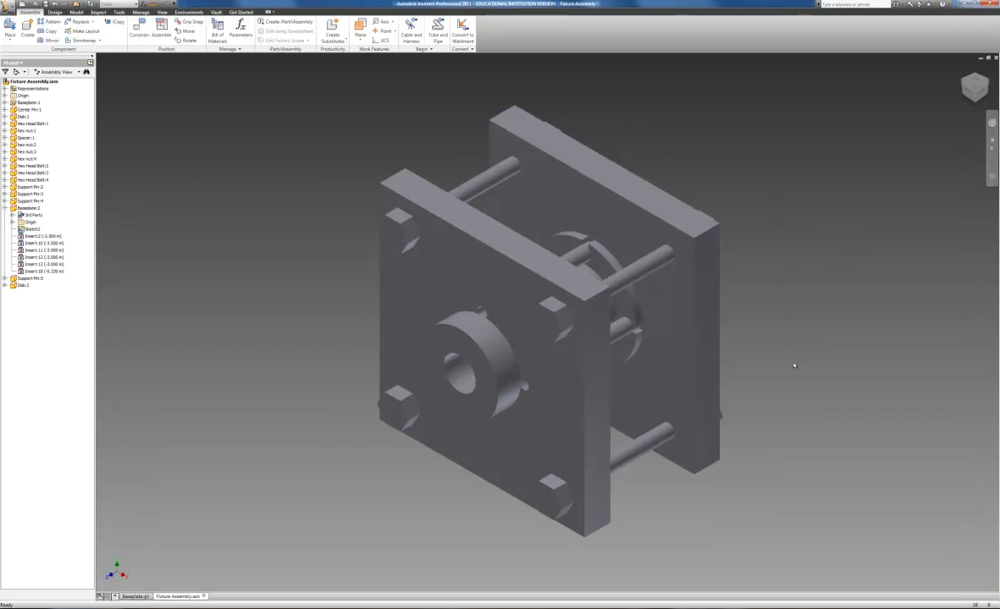 Autodesk Inventor Professional 2011 - EDUCATIONAL INSTITUTION VERSION - Fixture Assembly
Type a keyword or phrase
Assemble Design Model Inspect Tools Manage View Environments Vault Get Started
Place Create Pattern Replace iCopy
Copy Make Layout
Mirror Shrinkwrap
Component
Constrain Assemble Grip Snap
Move
Rotate
Position
Bill of Materials Parameters
Manage
Create iPart/iAssembly
Edit using Spreadsheet
Edit Factory Scope
iPart/iAssembly
Create Substitutes
Productivity
Plane Axis
Point
UCS
Work Features
Cable and Harness Tube and Pipe
Begin
Convert to Weldment
Convert
Model
Assembly View
Fixture Assembly.iam
Representations
Origin
Baseplate:1
Center Pin:1
Disk:1
Hex Head Bolt:1
hex nut:1
Spacer:1
hex nut:2
hex nut:3
hex nut:4
Hex Head Bolt:2
Hex Head Bolt:3
Hex Head Bolt:4
Support Pin:2
Support Pin:3
Support Pin:4
Baseplate:2
3rd Party
Origin
Sketch2
Insert:2 (-2.500 in)
Insert:10 (-3.000 in)
Insert:11 (-3.000 in)
Insert:12 (-3.000 in)
Insert:13 (-3.000 in)
Support Pin:5
Disk:2
Baseplate.ipt Fixture Assembly.iam
Ready